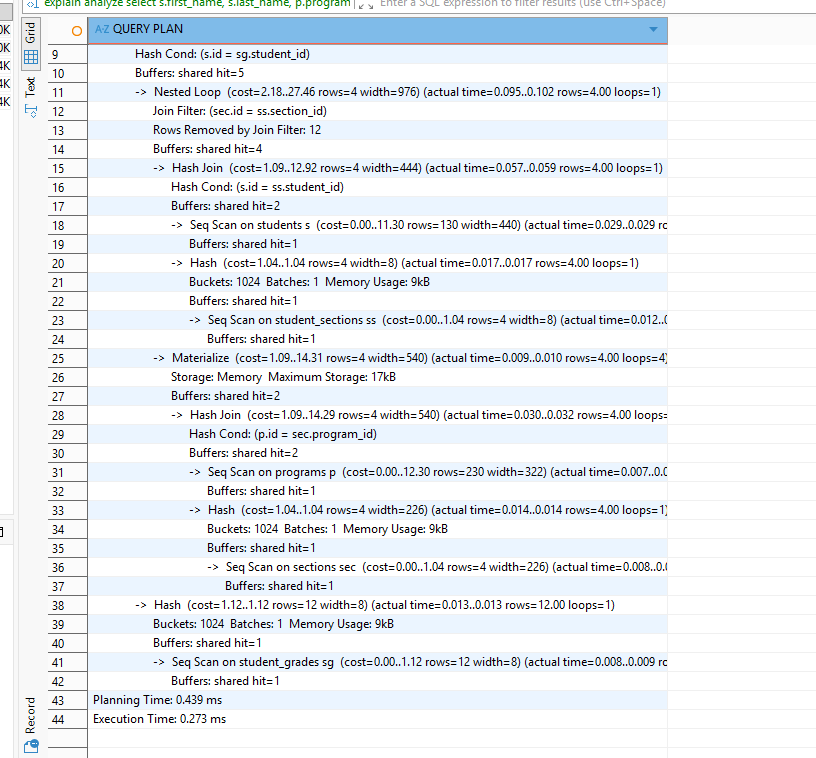 explain analyze select s.first_name, s.last_name, p.program
Enter a SQL expression to filter results (use Ctrl+Space)
0K
0K
4K
4K
4K
Grid
Text
Record
A-Z QUERY PLAN
9 Hash Cond: (s.id = sg.student_id)
10 Buffers: shared hit=5
11 -> Nested Loop (cost=2.18..27.46 rows=4 width=976) (actual time=0.095..0.102 rows=4.00 loops=1)
12 Join Filter: (sec.id = ss.section_id)
13 Rows Removed by Join Filter: 12
14 Buffers: shared hit=4
15 -> Hash Join (cost=1.09..12.92 rows=4 width=444) (actual time=0.057..0.059 rows=4.00 loops=1)
16 Hash Cond: (s.id = ss.student_id)
17 Buffers: shared hit=2
18 -> Seq Scan on students s (cost=0.00..11.30 rows=130 width=440) (actual time=0.029..0.029 ro
19 Buffers: shared hit=1
20 -> Hash (cost=1.04..1.04 rows=4 width=8) (actual time=0.017..0.017 rows=4.00 loops=1)
21 Buckets: 1024 Batches: 1 Memory Usage: 9kB
22 Buffers: shared hit=1
23 -> Seq Scan on student_sections ss (cost=0.00..1.04 rows=4 width=8) (actual time=0.012..0
24 Buffers: shared hit=1
25 -> Materialize (cost=1.09..14.31 rows=4 width=540) (actual time=0.009..0.010 rows=4.00 loops=4)
26 Storage: Memory Maximum Storage: 17kB
27 Buffers: shared hit=2
28 -> Hash Join (cost=1.09..14.29 rows=4 width=540) (actual time=0.030..0.032 rows=4.00 loops=
29 Hash Cond: (p.id = sec.program_id)
30 Buffers: shared hit=2
31 -> Seq Scan on programs p (cost=0.00..12.30 rows=230 width=322) (actual time=0.007..0.0
32 Buffers: shared hit=1
33 -> Hash (cost=1.04..1.04 rows=4 width=226) (actual time=0.014..0.014 rows=4.00 loops=1)
34 Buckets: 1024 Batches: 1 Memory Usage: 9kB
35 Buffers: shared hit=1
36 -> Seq Scan on sections sec (cost=0.00..1.04 rows=4 width=226) (actual time=0.008..0.0
37 Buffers: shared hit=1
38 -> Hash (cost=1.12..1.12 rows=12 width=8) (actual time=0.013..0.013 rows=12.00 loops=1)
39 Buckets: 1024 Batches: 1 Memory Usage: 9kB
40 Buffers: shared hit=1
41 -> Seq Scan on student_grades sg (cost=0.00..1.12 rows=12 width=8) (actual time=0.008..0.009 ro
42 Buffers: shared hit=1
43 Planning Time: 0.439 ms
44 Execution Time: 0.273 ms